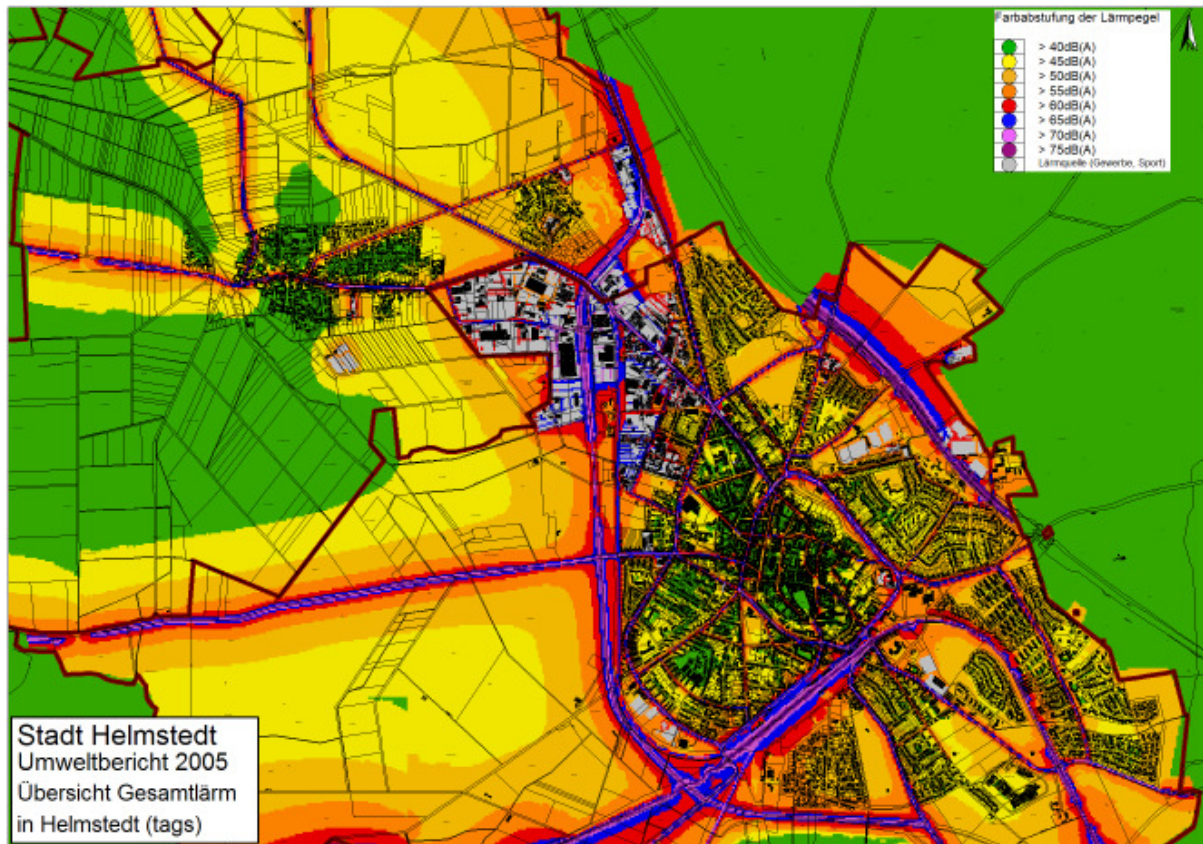 Farbabstufung der Lärmpegel
> 40dB(A)
> 45dB(A)
> 50dB(A)
> 55dB(A)
> 60dB(A)
> 65dB(A)
> 70dB(A)
> 75dB(A)
Lärmquelle (Gewerbe, Sport)
Stadt Helmstedt
Umweltbericht 2005
Übersicht Gesamtlärm
in Helmstedt (tags)